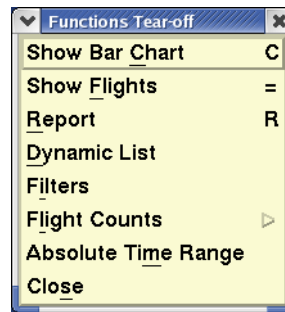 Functions Tear-off
Show Bar Chart C
Show Flights =
Report R
Dynamic List
Filters
Flight Counts
Absolute Time Range
Close